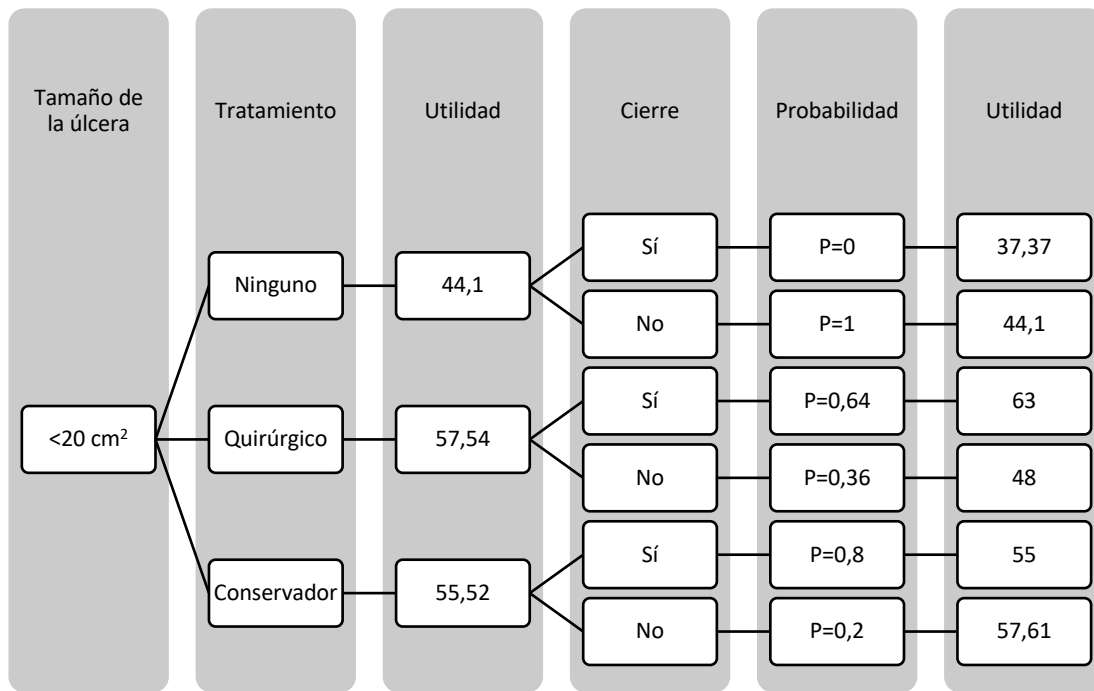 Tamaño de
la úlcera
Tratamiento
Utilidad
Cierre
Probabilidad
Utilidad
<20 cm²
Ninguno
44,1
Sí
P=0
37,37
No
P=1
44,1
Quirúrgico
57,54
Sí
P=0,64
63
No
P=0,36
48
Conservador
55,52
Sí
P=0,8
55
No
P=0,2
57,61